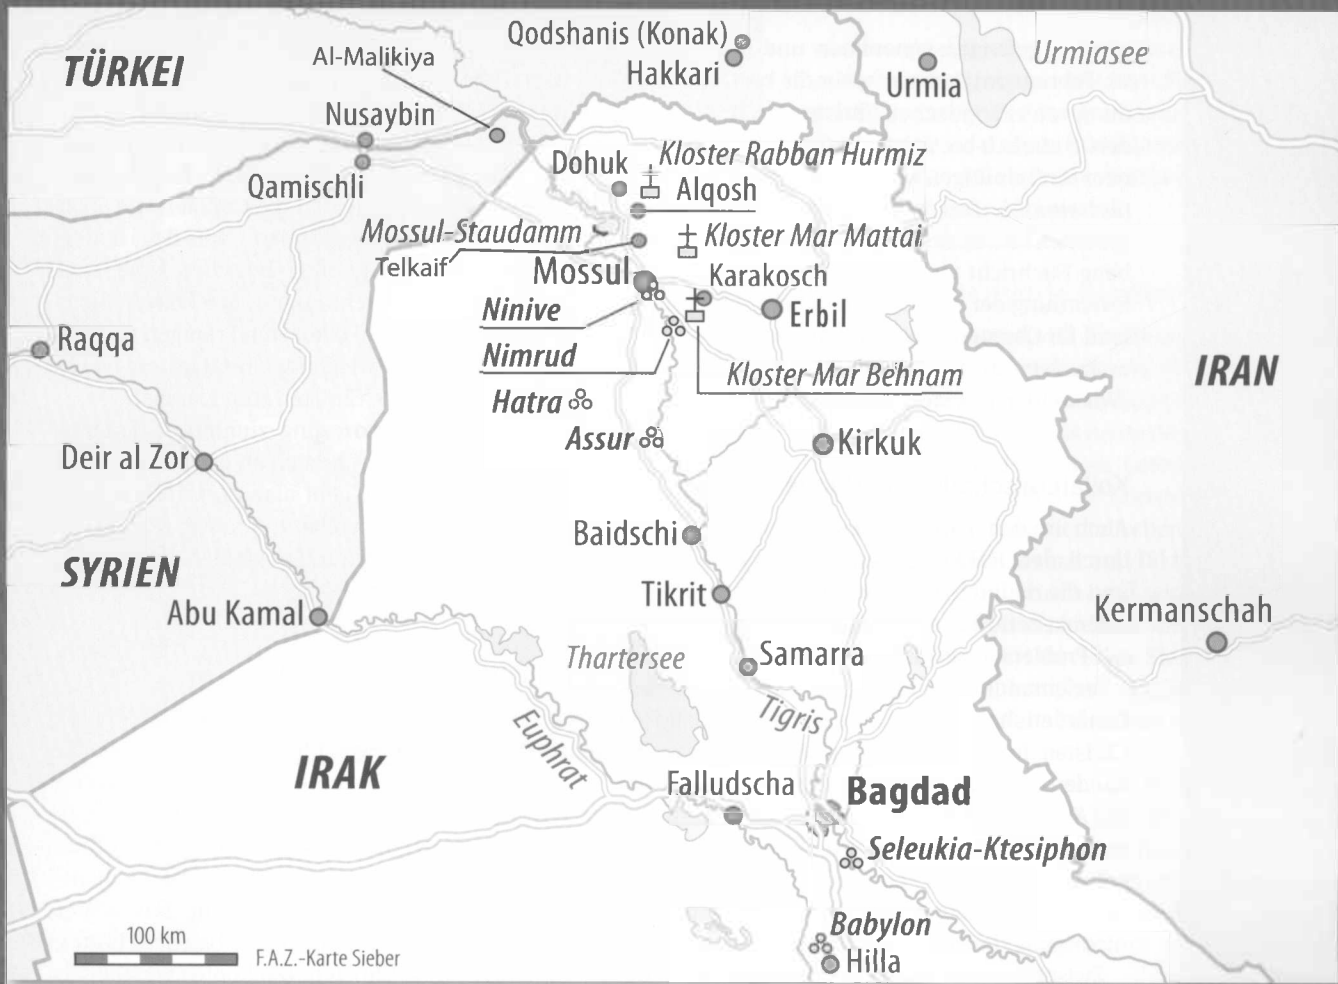 Qodshanis (Konak)
Hakkari
Urmiasee
Urmia
TÜRKEI
Al-Malikiya
Nusaybin
Qamischli
Dohuk
Kloster Rabban Hurmiz
Alqosh
Mossul-Staudamm
Telkaif
Kloster Mar Mattai
Mossul
Karakosch
Ninive
Erbil
Nimrud
Raqqa
Kloster Mar Behnam
IRAN
Hatra
Assur
Kirkuk
Deir al Zor
Baidschi
SYRIEN
Tikrit
Abu Kamal
Kermanschah
Thartersee
Samarra
Tigris
Euphrat
IRAK
Falludscha
Bagdad
Seleukia-Ktesiphon
Babylon
Hilla
100 km
F.A.Z.-Karte Sieber